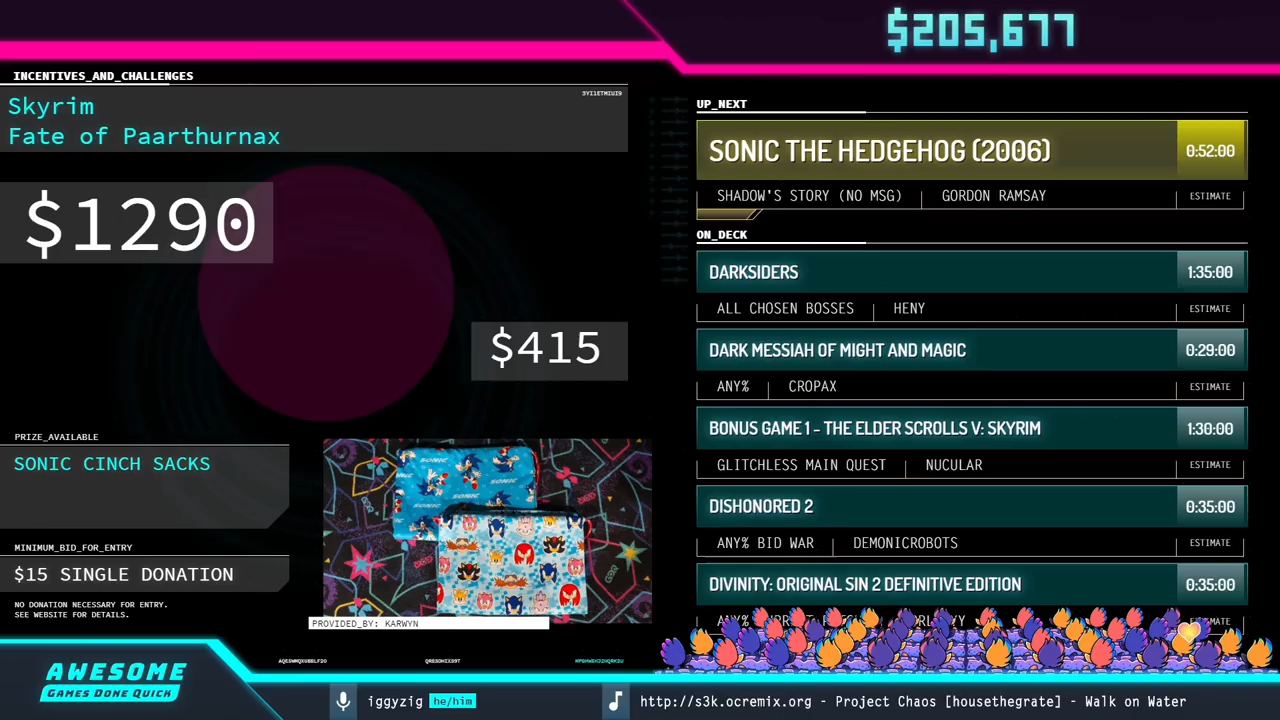 $205,677
INCENTIVES_AND_CHALLENGES
Skyrim
Fate of Paarthurnax
$1290
$415
PRIZE_AVAILABLE
SONIC CINCH SACKS
MINIMUM_BID_FOR_ENTRY
$15 SINGLE DONATION
NO DONATION NECESSARY FOR ENTRY.
SEE WEBSITE FOR DETAILS.
PROVIDED_BY: KARWYN
UP_NEXT
SONIC THE HEDGEHOG (2006) 0:52:00
SHADOW'S STORY (NO MSG) GORDON RAMSAY ESTIMATE
ON_DECK
DARKSIDERS 1:35:00
ALL CHOSEN BOSSES HENY ESTIMATE
DARK MESSIAH OF MIGHT AND MAGIC 0:29:00
ANY% CROPAX ESTIMATE
BONUS GAME 1 - THE ELDER SCROLLS V: SKYRIM 1:30:00
GLITCHLESS MAIN QUEST NUCULAR ESTIMATE
DISHONORED 2 0:35:00
ANY% BID WAR DEMONICROBOTS ESTIMATE
DIVINITY: ORIGINAL SIN 2 DEFINITIVE EDITION 0:35:00
AWESOME
GAMES DONE QUICK
iggyzig he/him
http://s3k.ocremix.org - Project Chaos [housethegrate] - Walk on Water